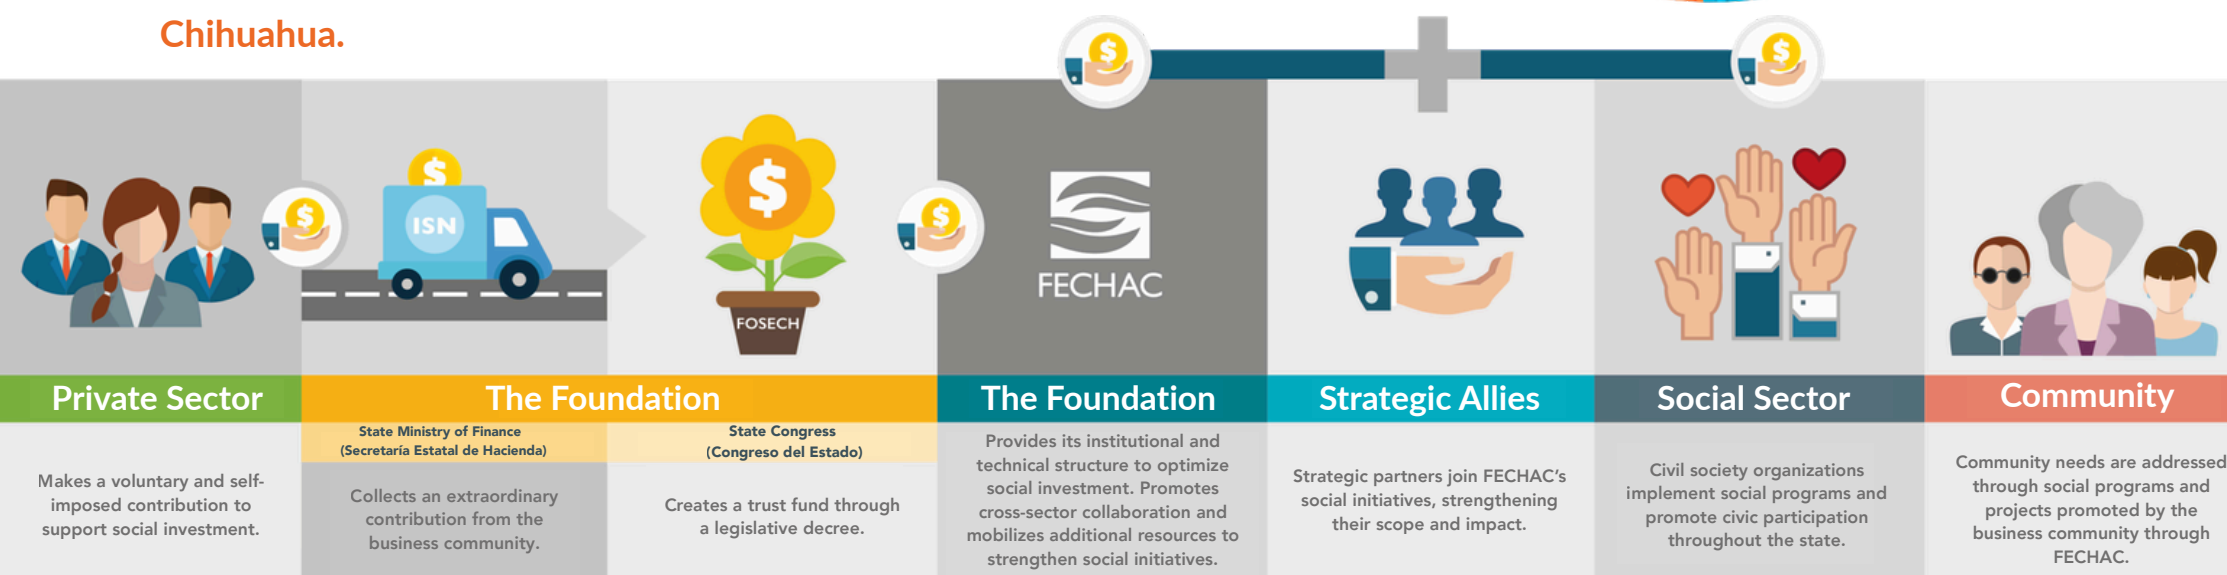 Chihuahua.
$
$
$
$
ISN
$
$
$
FOSECH
FECHAC
Private Sector
Makes a voluntary and self-
imposed contribution to
support social investment.
The Foundation
State Ministry of Finance
(Secretaría Estatal de Hacienda)
Collects an extraordinary
contribution from the
business community.
State Congress
(Congreso del Estado)
Creates a trust fund through
a legislative decree.
The Foundation
Provides its institutional and
technical structure to optimize
social investment. Promotes
cross-sector collaboration and
mobilizes additional resources to
strengthen social initiatives.
Strategic Allies
Strategic partners join FECHAC’s
social initiatives, strengthening
their scope and impact.
Social Sector
Civil society organizations
implement social programs and
promote civic participation
throughout the state.
Community
Community needs are addressed
through social programs and
projects promoted by the
business community through
FECHAC.